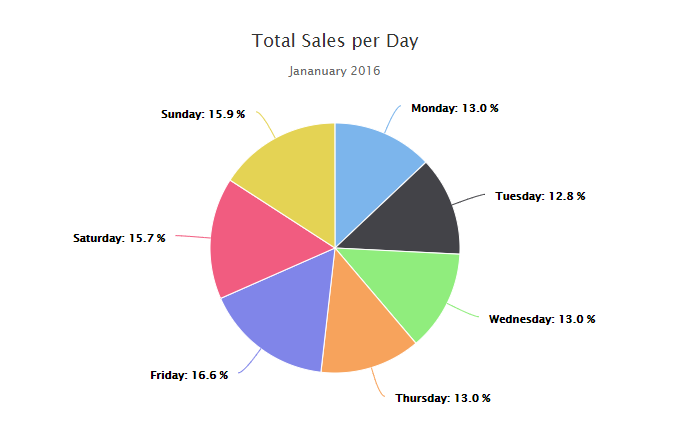 Total Sales per Day
Jananuary 2016
Monday: 13.0 %
Sunday: 15.9 %
Tuesday: 12.8 %
Saturday: 15.7 %
Wednesday: 13.0 %
Friday: 16.6 %
Thursday: 13.0 %